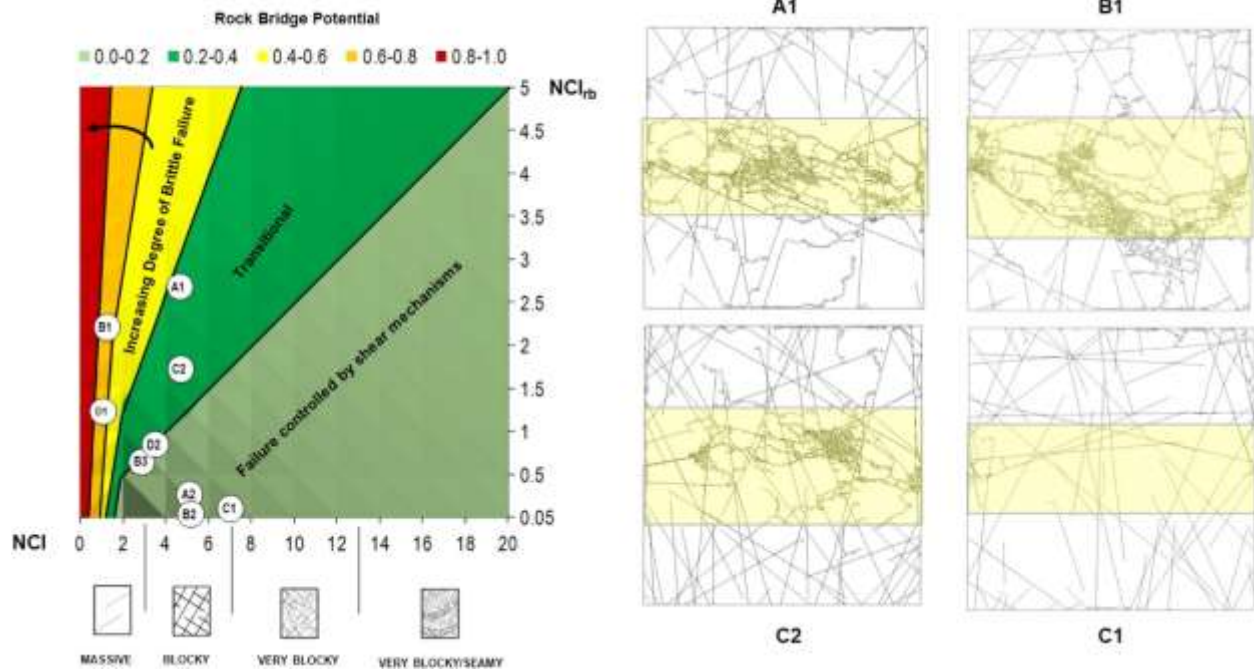 Rock Bridge Potential
0.0-0.2 0.2-0.4 0.4-0.6 0.6-0.8 0.8-1.0
NCIrb
5
4.5
4
3.5
3
2.5
2
1.5
1
0.5
0.05
Increasing Degree of Brittle Failure
Transitional
Failure controlled by shear mechanisms
A1
B1
C2
D1
D2
B3
A2
B2
C1
NCI 0 2 4 6 8 10 12 14 16 18 20
MASSIVE BLOCKY VERY BLOCKY VERY BLOCKY/SEAMY
A1 B1
C2 C1